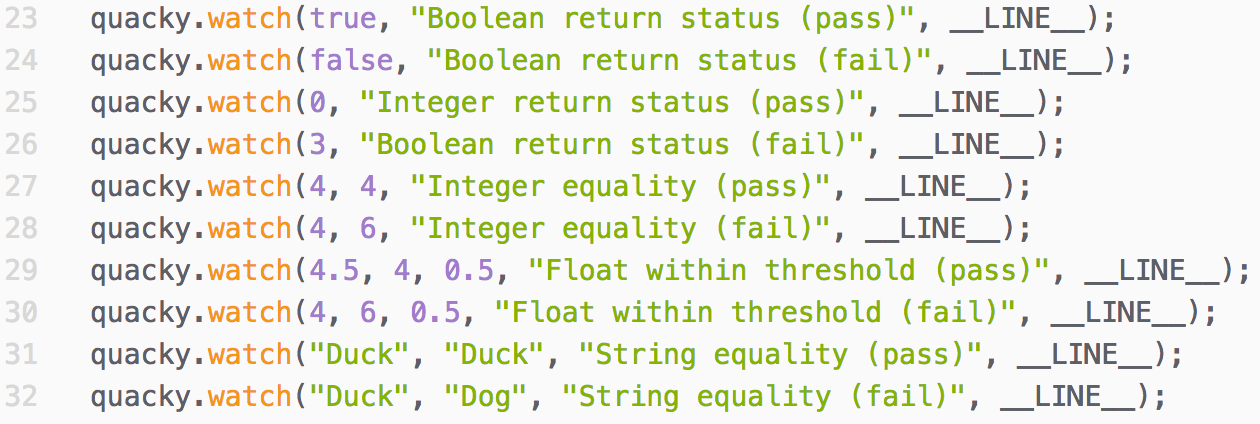 23 quacky.watch(true, "Boolean return status (pass)", __LINE__);
24 quacky.watch(false, "Boolean return status (fail)", __LINE__);
25 quacky.watch(0, "Integer return status (pass)", __LINE__);
26 quacky.watch(3, "Boolean return status (fail)", __LINE__);
27 quacky.watch(4, 4, "Integer equality (pass)", __LINE__);
28 quacky.watch(4, 6, "Integer equality (fail)", __LINE__);
29 quacky.watch(4.5, 4, 0.5, "Float within threshold (pass)", __LINE__);
30 quacky.watch(4, 6, 0.5, "Float within threshold (fail)", __LINE__);
31 quacky.watch("Duck", "Duck", "String equality (pass)", __LINE__);
32 quacky.watch("Duck", "Dog", "String equality (fail)", __LINE__);